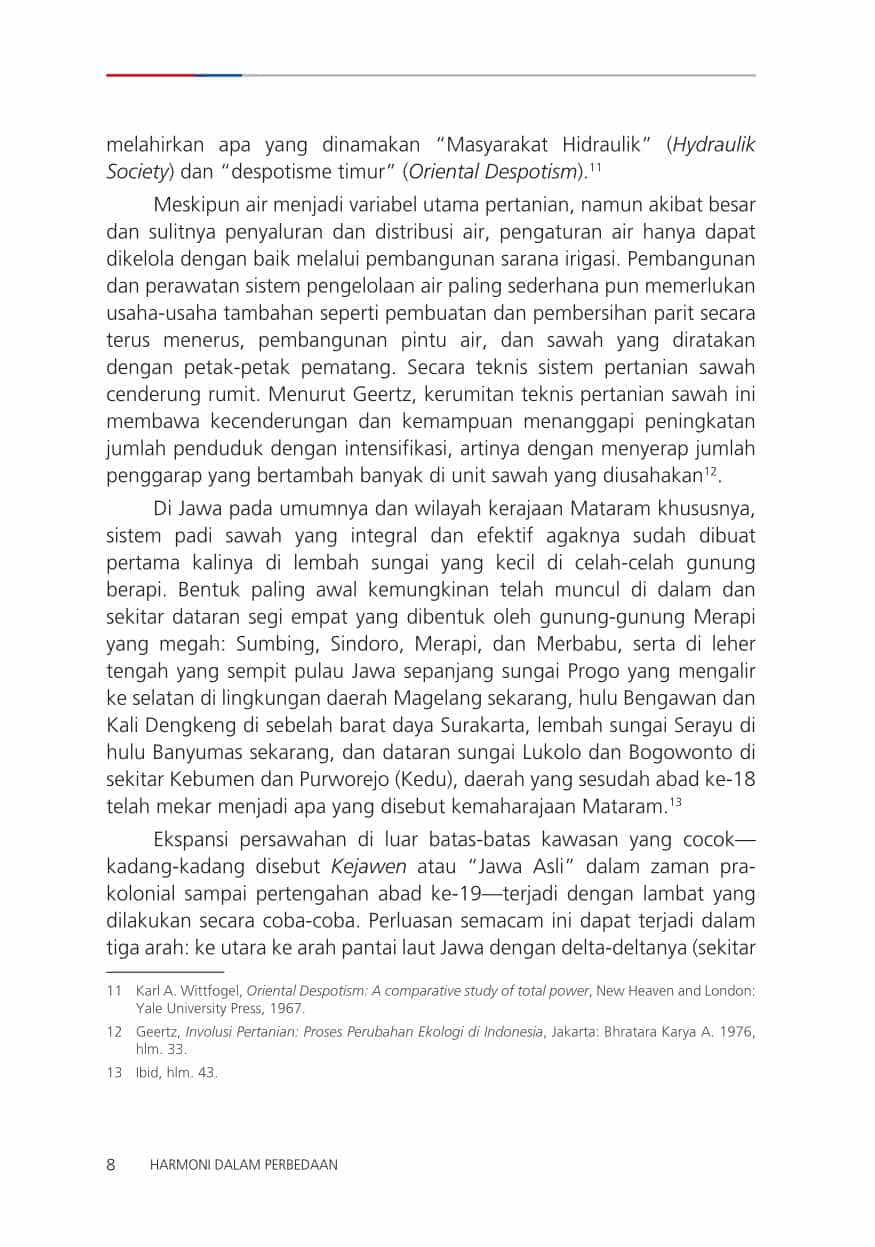 melahirkan apa yang dinamakan “Masyarakat Hidraulik” (Hydraulik
Society) dan “despotisme timur” (Oriental Despotism).11
Meskipun air menjadi variabel utama pertanian, namun akibat besar
dan sulitnya penyaluran dan distribusi air, pengaturan air hanya dapat
dikelola dengan baik melalui pembangunan sarana irigasi. Pembangunan
dan perawatan sistem pengelolaan air paling sederhana pun memerlukan
usaha-usaha tambahan seperti pembuatan dan pembersihan parit secara
terus menerus, pembangunan pintu air, dan sawah yang diratakan
dengan petak-petak pematang. Secara teknis sistem pertanian sawah
cenderung rumit. Menurut Geertz, kerumitan teknis pertanian sawah ini
membawa kecenderungan dan kemampuan menanggapi peningkatan
jumlah penduduk dengan intensifikasi, artinya dengan menyerap jumlah
penggarap yang bertambah banyak di unit sawah yang diusahakan12.
Di Jawa pada umumnya dan wilayah kerajaan Mataram khususnya,
sistem padi sawah yang integral dan efektif agaknya sudah dibuat
pertama kalinya di lembah sungai yang kecil di celah-celah gunung
berapi. Bentuk paling awal kemungkinan telah muncul di dalam dan
sekitar dataran segi empat yang dibentuk oleh gunung-gunung Merapi
yang megah: Sumbing, Sindoro, Merapi, dan Merbabu, serta di leher
tengah yang sempit pulau Jawa sepanjang sungai Progo yang mengalir
ke selatan di lingkungan daerah Magelang sekarang, hulu Bengawan dan
Kali Dengkeng di sebelah barat daya Surakarta, lembah sungai Serayu di
hulu Banyumas sekarang, dan dataran sungai Lukolo dan Bogowonto di
sekitar Kebumen dan Purworejo (Kedu), daerah yang sesudah abad ke-18
telah mekar menjadi apa yang disebut kemaharajaan Mataram.13
Ekspansi persawahan di luar batas-batas kawasan yang cocok—
kadang-kadang disebut Kejawen atau “Jawa Asli” dalam zaman pra-
kolonial sampai pertengahan abad ke-19—terjadi dengan lambat yang
dilakukan secara coba-coba. Perluasan semacam ini dapat terjadi dalam
tiga arah: ke utara ke arah pantai laut Jawa dengan delta-deltanya (sekitar
11 Karl A. Wittfogel, Oriental Despotism: A comparative study of total power, New Heaven and London:
Yale University Press, 1967.
12 Geertz, Involusi Pertanian: Proses Perubahan Ekologi di Indonesia, Jakarta: Bhratara Karya A. 1976,
hlm. 33.
13 Ibid, hlm. 43.
8 HARMONI DALAM PERBEDAAN